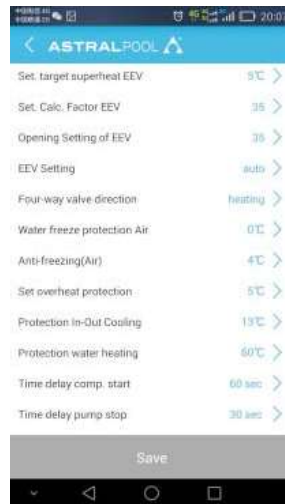 20:07
ASTRALPOOL
Set. target superheat EEV 5℃
Set. Calc. Factor EEV 35
Opening Setting of EEV 35
EEV Setting auto
Four-way valve direction heating
Water freeze protection Air 0℃
Anti-freezing(Air) 4℃
Set overheat protection 5℃
Protection In-Out Cooling 13℃
Protection water heating 60℃
Time delay comp. start 60 sec
Time delay pump stop 30 sec
Save